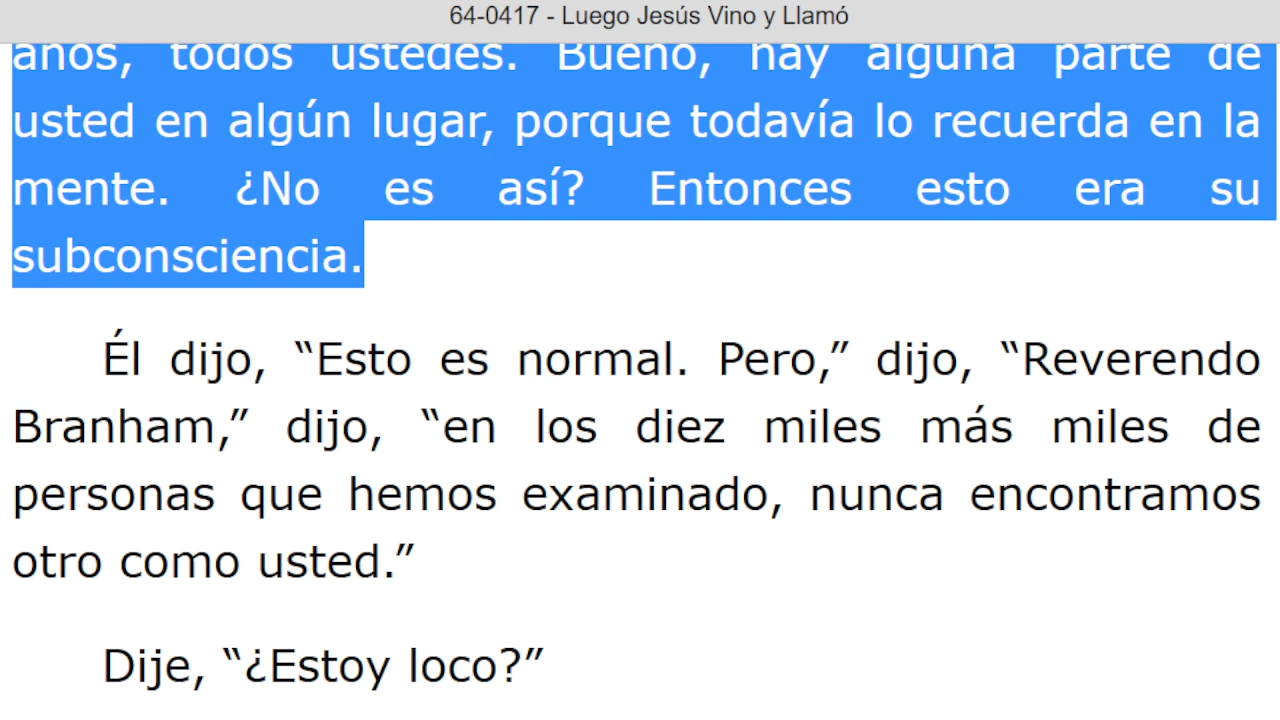 64-0417 - Luego Jesús Vino y Llamó
años, todos ustedes. Bueno, hay alguna parte de
usted en algún lugar, porque todavía lo recuerda en la
mente. ¿No es así? Entonces esto era su
subconsciencia.
Él dijo, “Esto es normal. Pero,” dijo, “Reverendo
Branham,” dijo, “en los diez miles más miles de
personas que hemos examinado, nunca encontramos
otro como usted.”
Dije, “¿Estoy loco?”